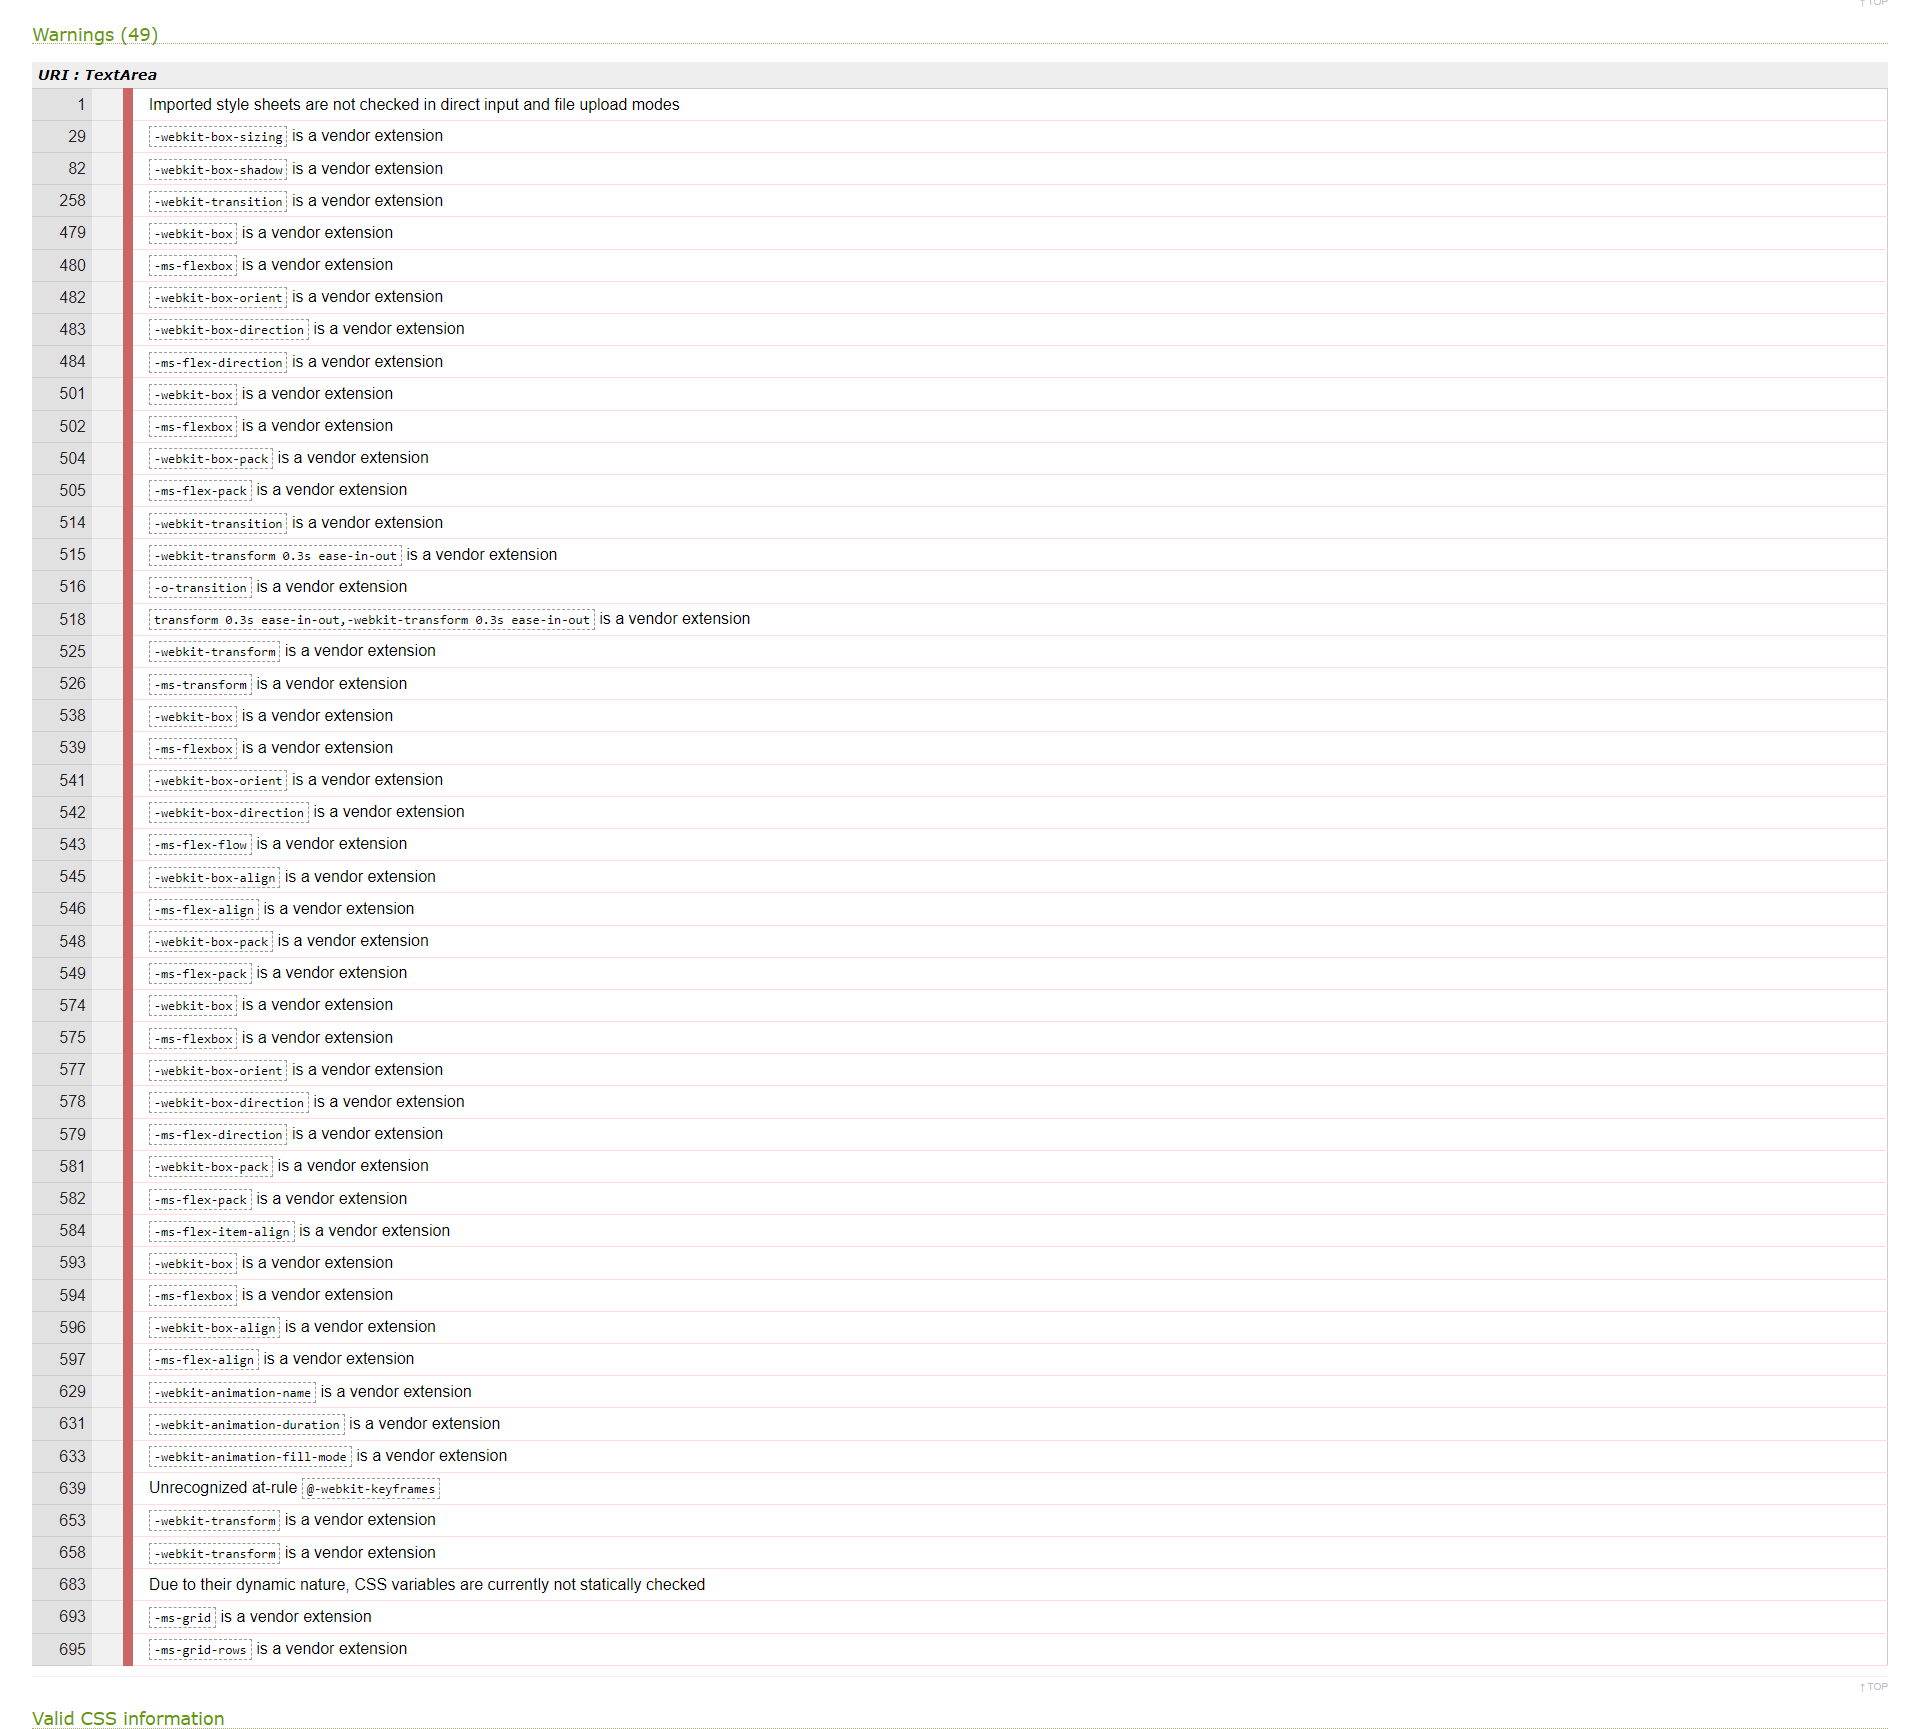 ↑ TOP
Warnings (49)
URI : TextArea
1 Imported style sheets are not checked in direct input and file upload modes
29 -webkit-box-sizing is a vendor extension
82 -webkit-box-shadow is a vendor extension
258 -webkit-transition is a vendor extension
479 -webkit-box is a vendor extension
480 -ms-flexbox is a vendor extension
482 -webkit-box-orient is a vendor extension
483 -webkit-box-direction is a vendor extension
484 -ms-flex-direction is a vendor extension
501 -webkit-box is a vendor extension
502 -ms-flexbox is a vendor extension
504 -webkit-box-pack is a vendor extension
505 -ms-flex-pack is a vendor extension
514 -webkit-transition is a vendor extension
515 -webkit-transform 0.3s ease-in-out is a vendor extension
516 -o-transition is a vendor extension
518 transform 0.3s ease-in-out,-webkit-transform 0.3s ease-in-out is a vendor extension
525 -webkit-transform is a vendor extension
526 -ms-transform is a vendor extension
538 -webkit-box is a vendor extension
539 -ms-flexbox is a vendor extension
541 -webkit-box-orient is a vendor extension
542 -webkit-box-direction is a vendor extension
543 -ms-flex-flow is a vendor extension
545 -webkit-box-align is a vendor extension
546 -ms-flex-align is a vendor extension
548 -webkit-box-pack is a vendor extension
549 -ms-flex-pack is a vendor extension
574 -webkit-box is a vendor extension
575 -ms-flexbox is a vendor extension
577 -webkit-box-orient is a vendor extension
578 -webkit-box-direction is a vendor extension
579 -ms-flex-direction is a vendor extension
581 -webkit-box-pack is a vendor extension
582 -ms-flex-pack is a vendor extension
584 -ms-flex-item-align is a vendor extension
593 -webkit-box is a vendor extension
594 -ms-flexbox is a vendor extension
596 -webkit-box-align is a vendor extension
597 -ms-flex-align is a vendor extension
629 -webkit-animation-name is a vendor extension
631 -webkit-animation-duration is a vendor extension
633 -webkit-animation-fill-mode is a vendor extension
639 Unrecognized at-rule @-webkit-keyframes
653 -webkit-transform is a vendor extension
658 -webkit-transform is a vendor extension
683 Due to their dynamic nature, CSS variables are currently not statically checked
693 -ms-grid is a vendor extension
695 -ms-grid-rows is a vendor extension
↑ TOP
Valid CSS information